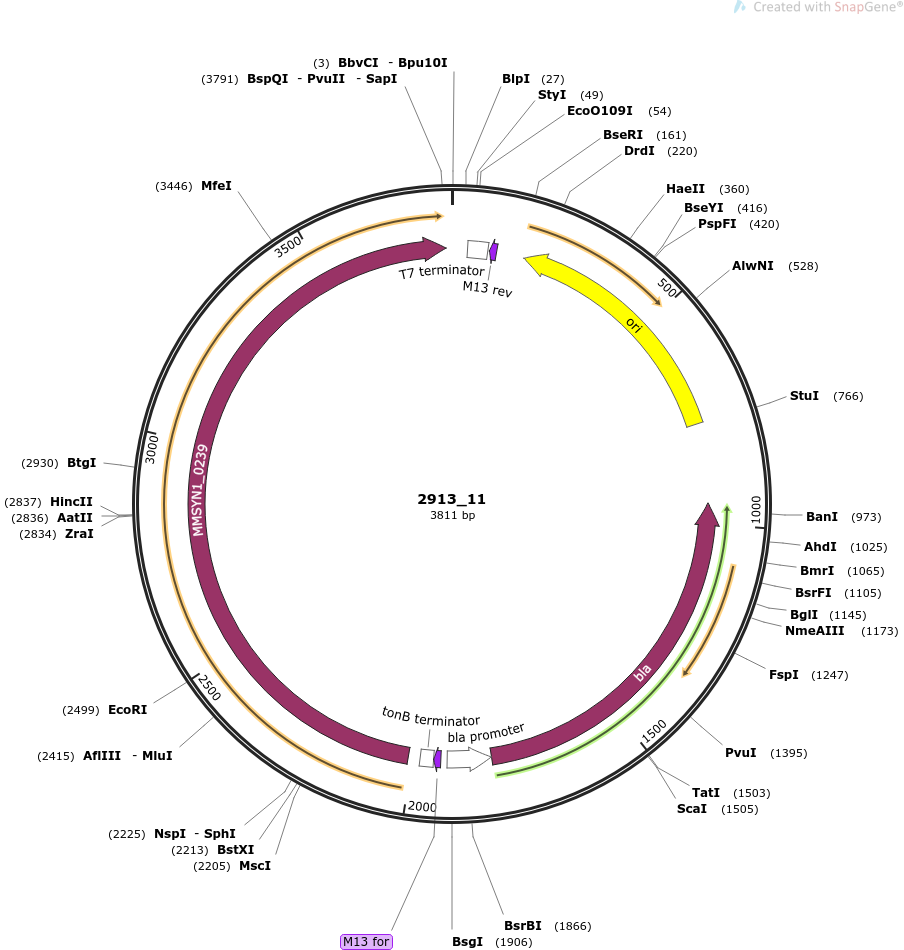 Created with SnapGene®
(3) BbvCI - Bpu10I
(3791) BspQI - PvuII - SapI
BlpI (27)
StyI (49)
EcoO109I (54)
BseRI (161)
DrdI (220)
(3446) MfeI
HaeII (360)
BseYI (416)
PspFI (420)
3500
T7 terminator
M13 rev
AlwNI (528)
500
ori
StuI (766)
MMSYN1_0239
3000
(2930) BtgI
(2837) HincII
(2836) AatII
(2834) ZraI
2913_11
3811 bp
1000
BanI (973)
AhdI (1025)
BmrI (1065)
BsrFI (1105)
BglI (1145)
NmeAIII (1173)
FspI (1247)
bla
2500
(2499) EcoRI
tonB terminator
bla promoter
1500
(2415) AflIII - MluI
PvuI (1395)
TatI (1503)
ScaI (1505)
2000
(2225) NspI - SphI
(2213) BstXI
(2205) MscI
BsrBI (1866)
M13 for
BsgI (1906)